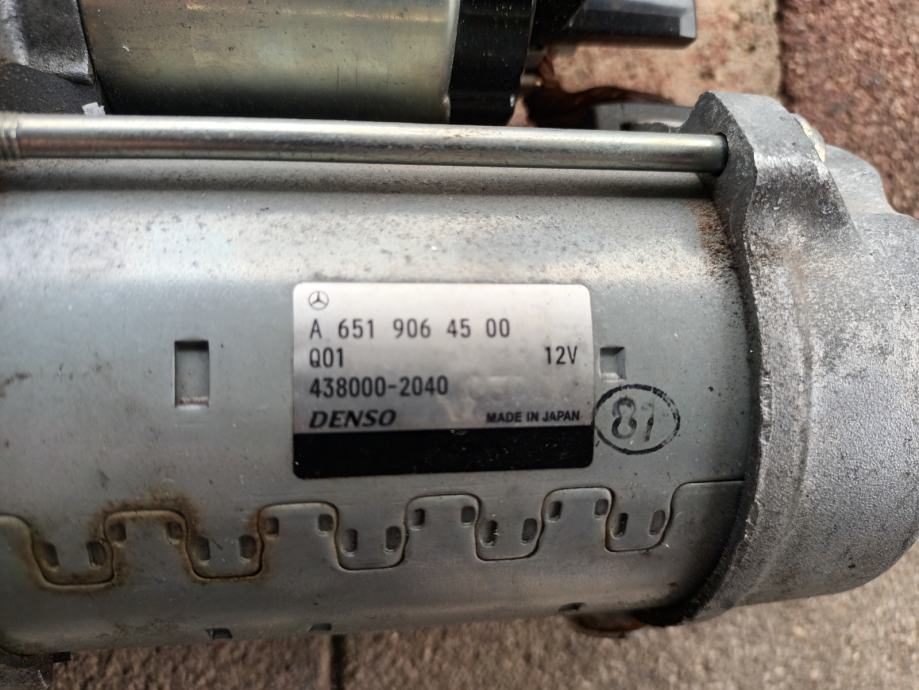 A 651 906 45 00
Q01 12V
438000-2040
DENSO MADE IN JAPAN
81